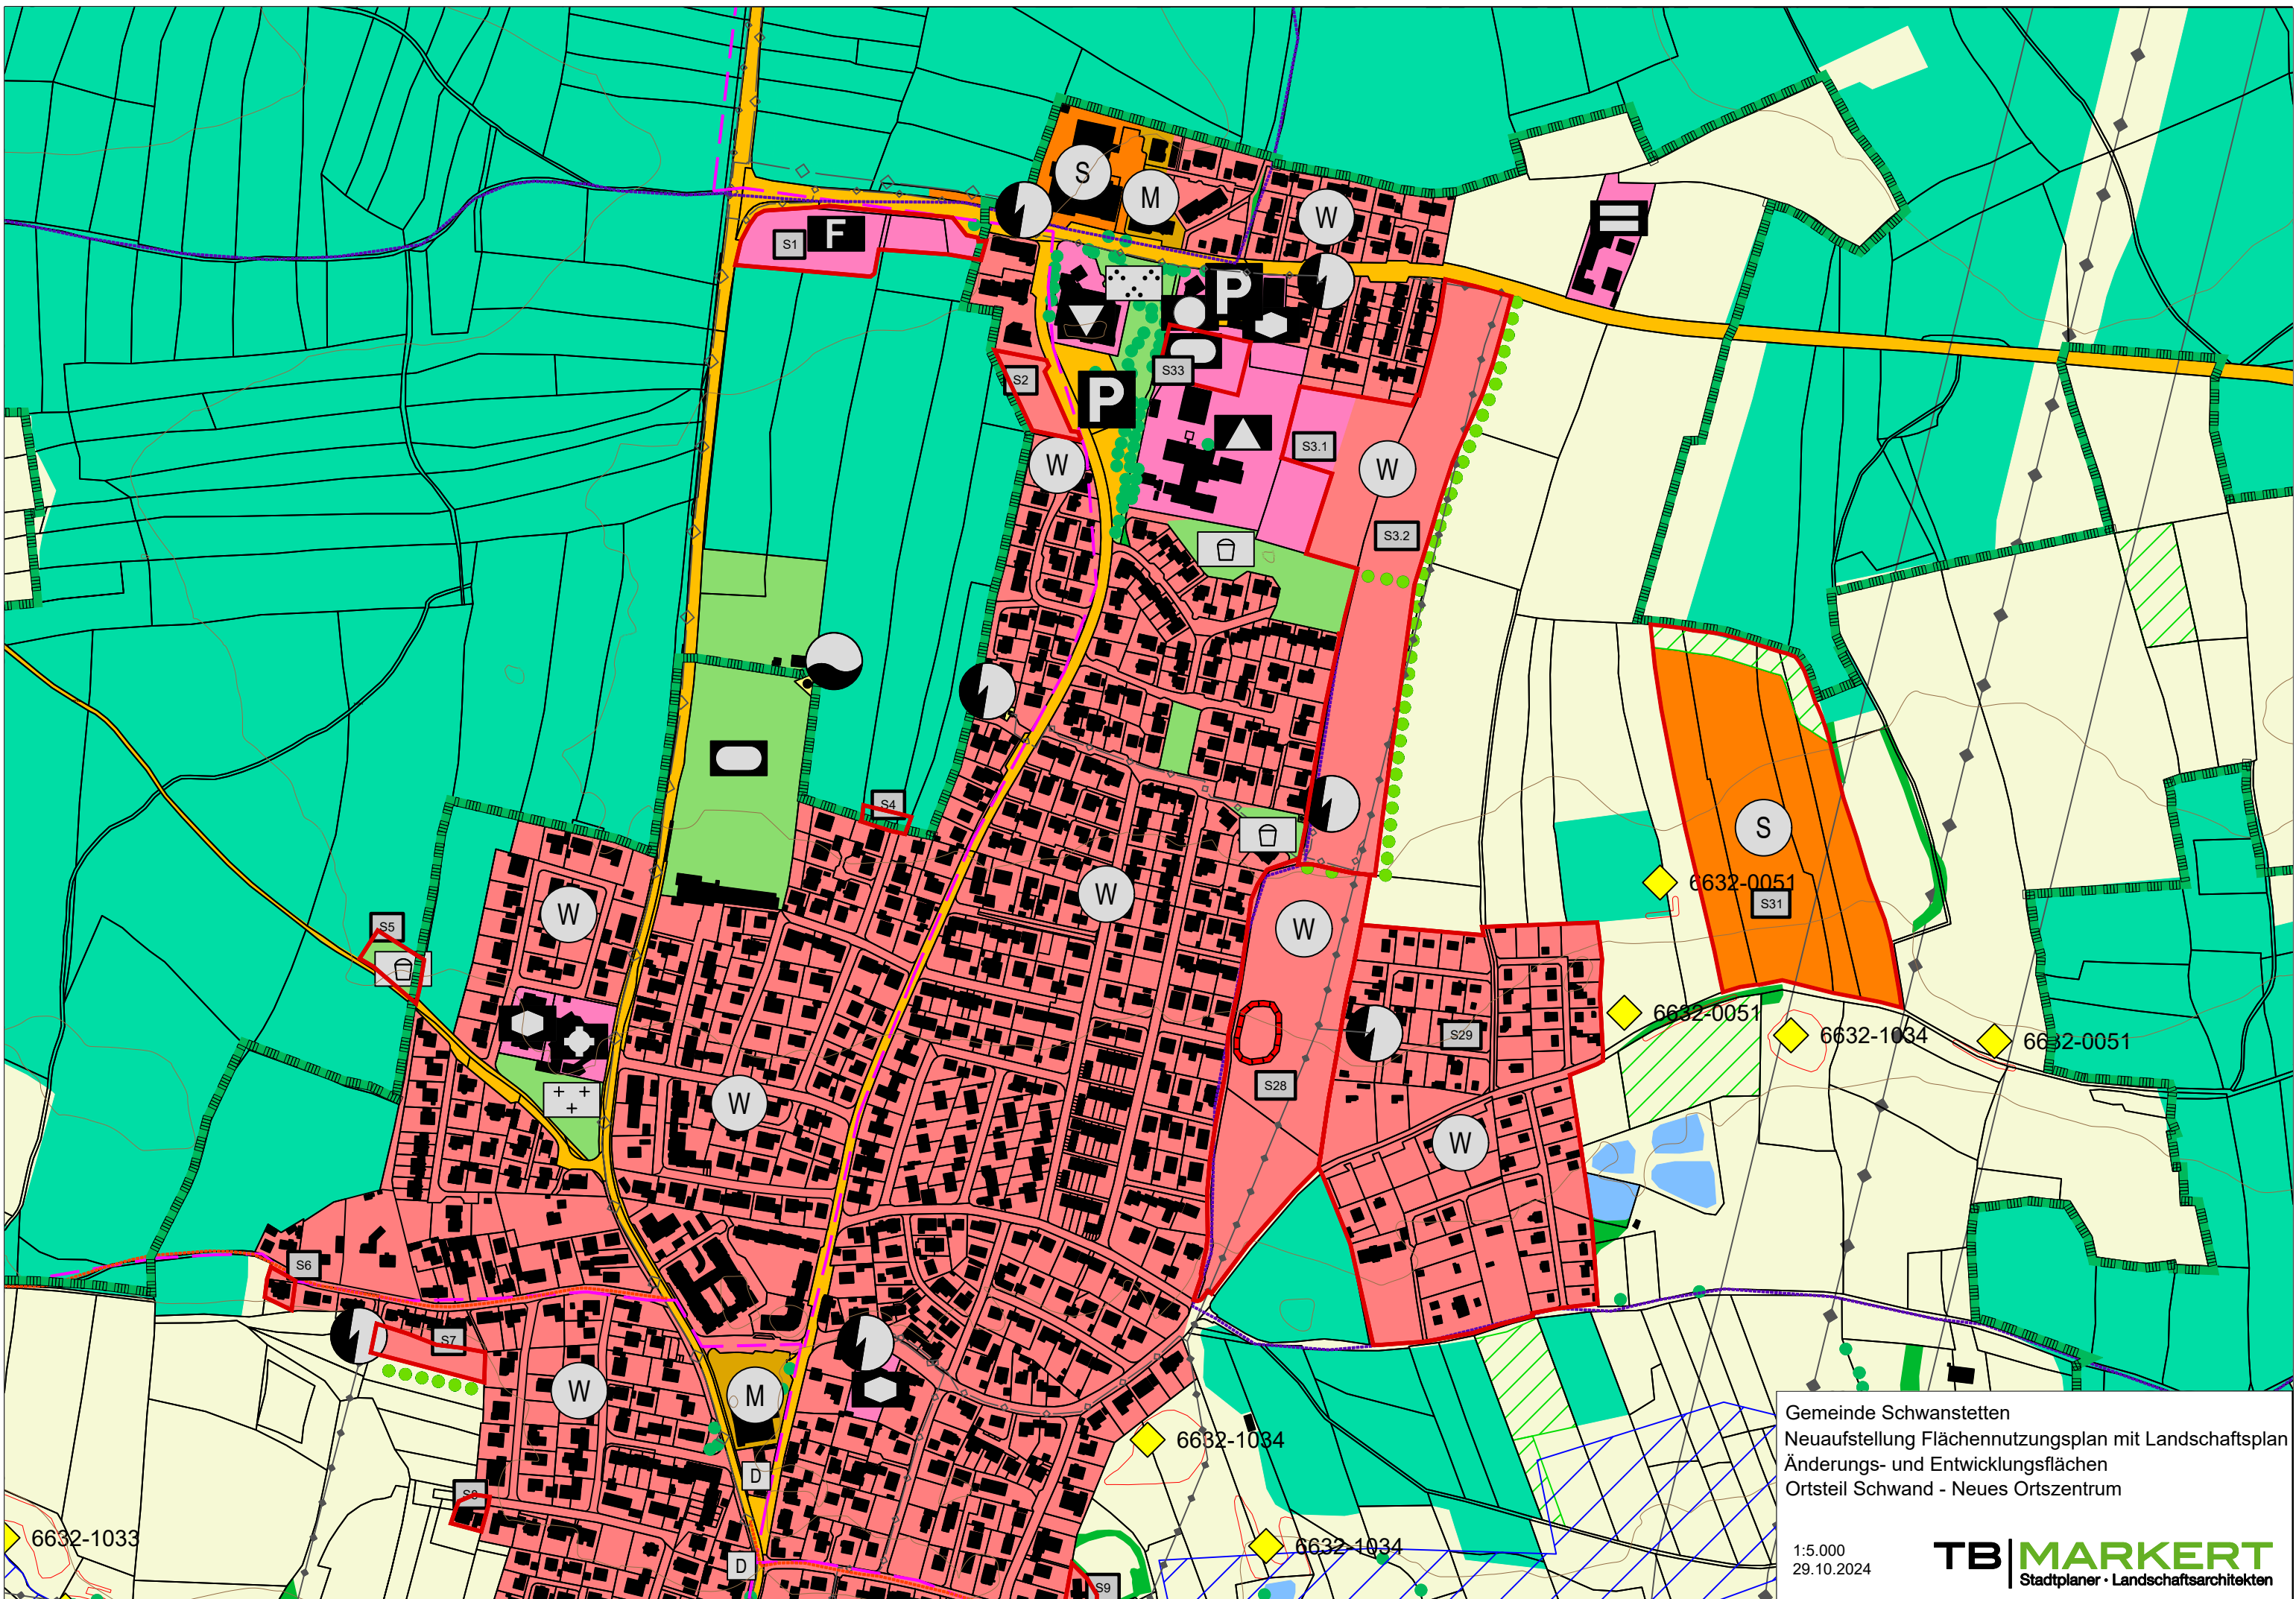 S
M
W
S1
F
P
S2
S33
P
W
S3.1
W
S3.2
S4
S
W
W
6632-0051
S31
S5
W
6632-0051
6632-1034
6632-0051
S29
S28
W
W
S6
S7
W
M
6632-1034
D
S8
6632-1033
6632-1034
D
S9
Gemeinde Schwanstetten
Neuaufstellung Flächennutzungsplan mit Landschaftsplan
Änderungs- und Entwicklungsflächen
Ortsteil Schwand - Neues Ortszentrum
1:5.000
29.10.2024
TB|MARKERT
Stadtplaner · Landschaftsarchitekten